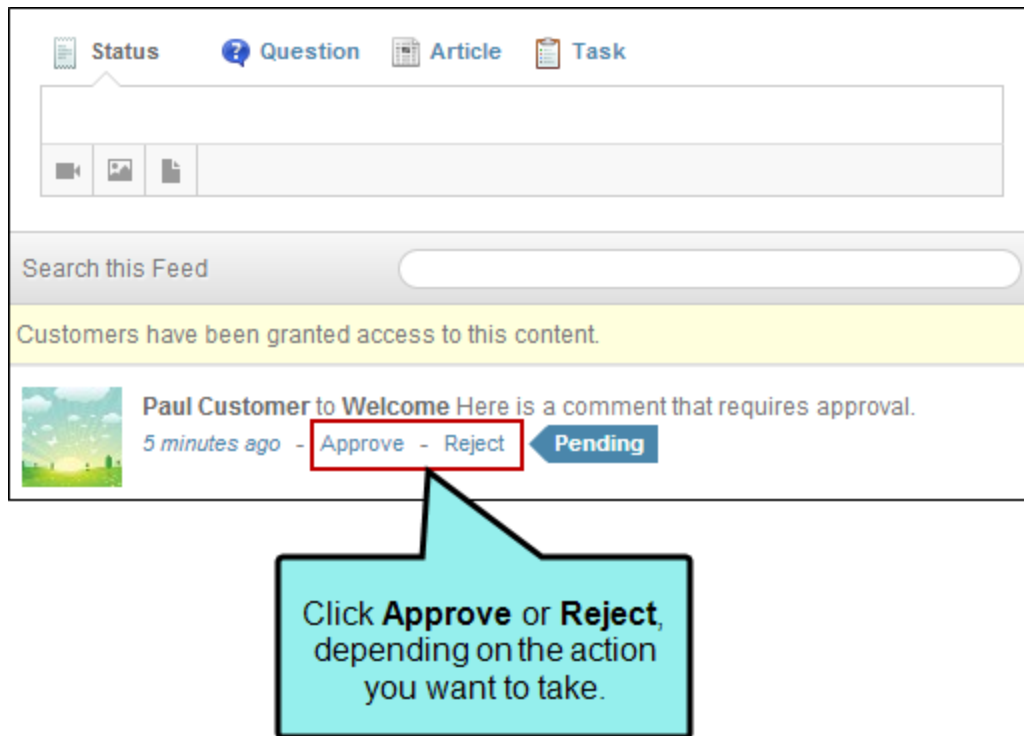 Status Question Article Task
Search this Feed
Customers have been granted access to this content.
Paul Customer to Welcome Here is a comment that requires approval.
5 minutes ago - Approve - Reject Pending
Click Approve or Reject,
depending on the action
you want to take.